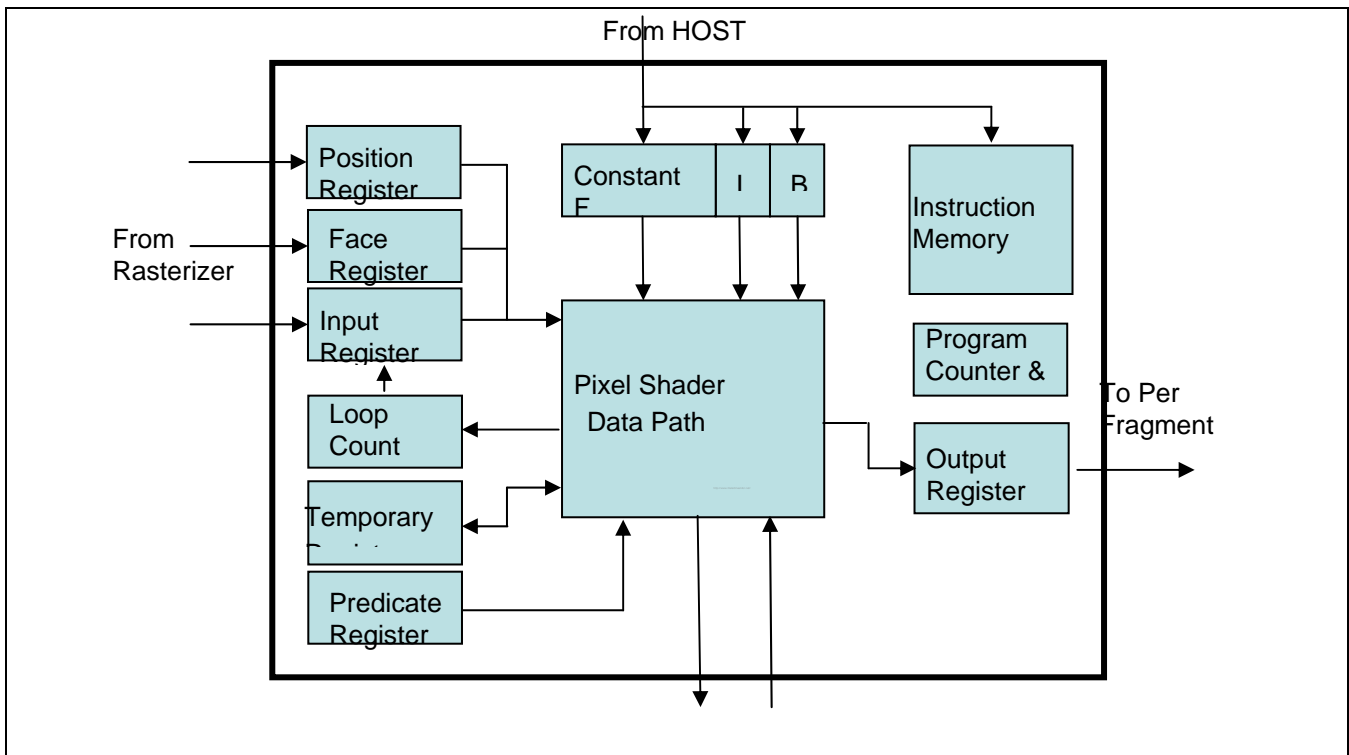 From HOST
Position
Register
Face
Register
Input
Register
Loop
Count
Temporary
Predicate
Register
Constant
Pixel Shader
Data Path
Instruction
Memory
Program
Counter &
Output
Register
From
Rasterizer
To Per
Fragment